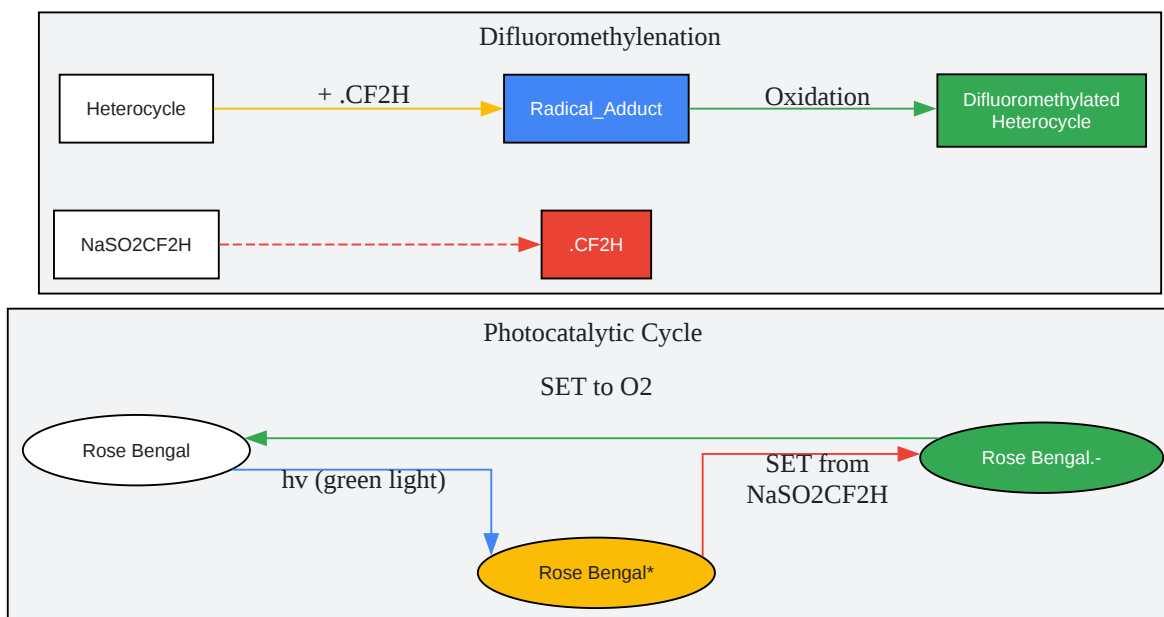 Difluoromethylenation
Heterocycle
+ .CF2H
Radical_Adduct
Oxidation
Difluoromethylated
Heterocycle
NaSO2CF2H
.CF2H
Photocatalytic Cycle
SET to O2
Rose Bengal
hv (green light)
SET from
NaSO2CF2H
Rose Bengal.-
Rose Bengal*